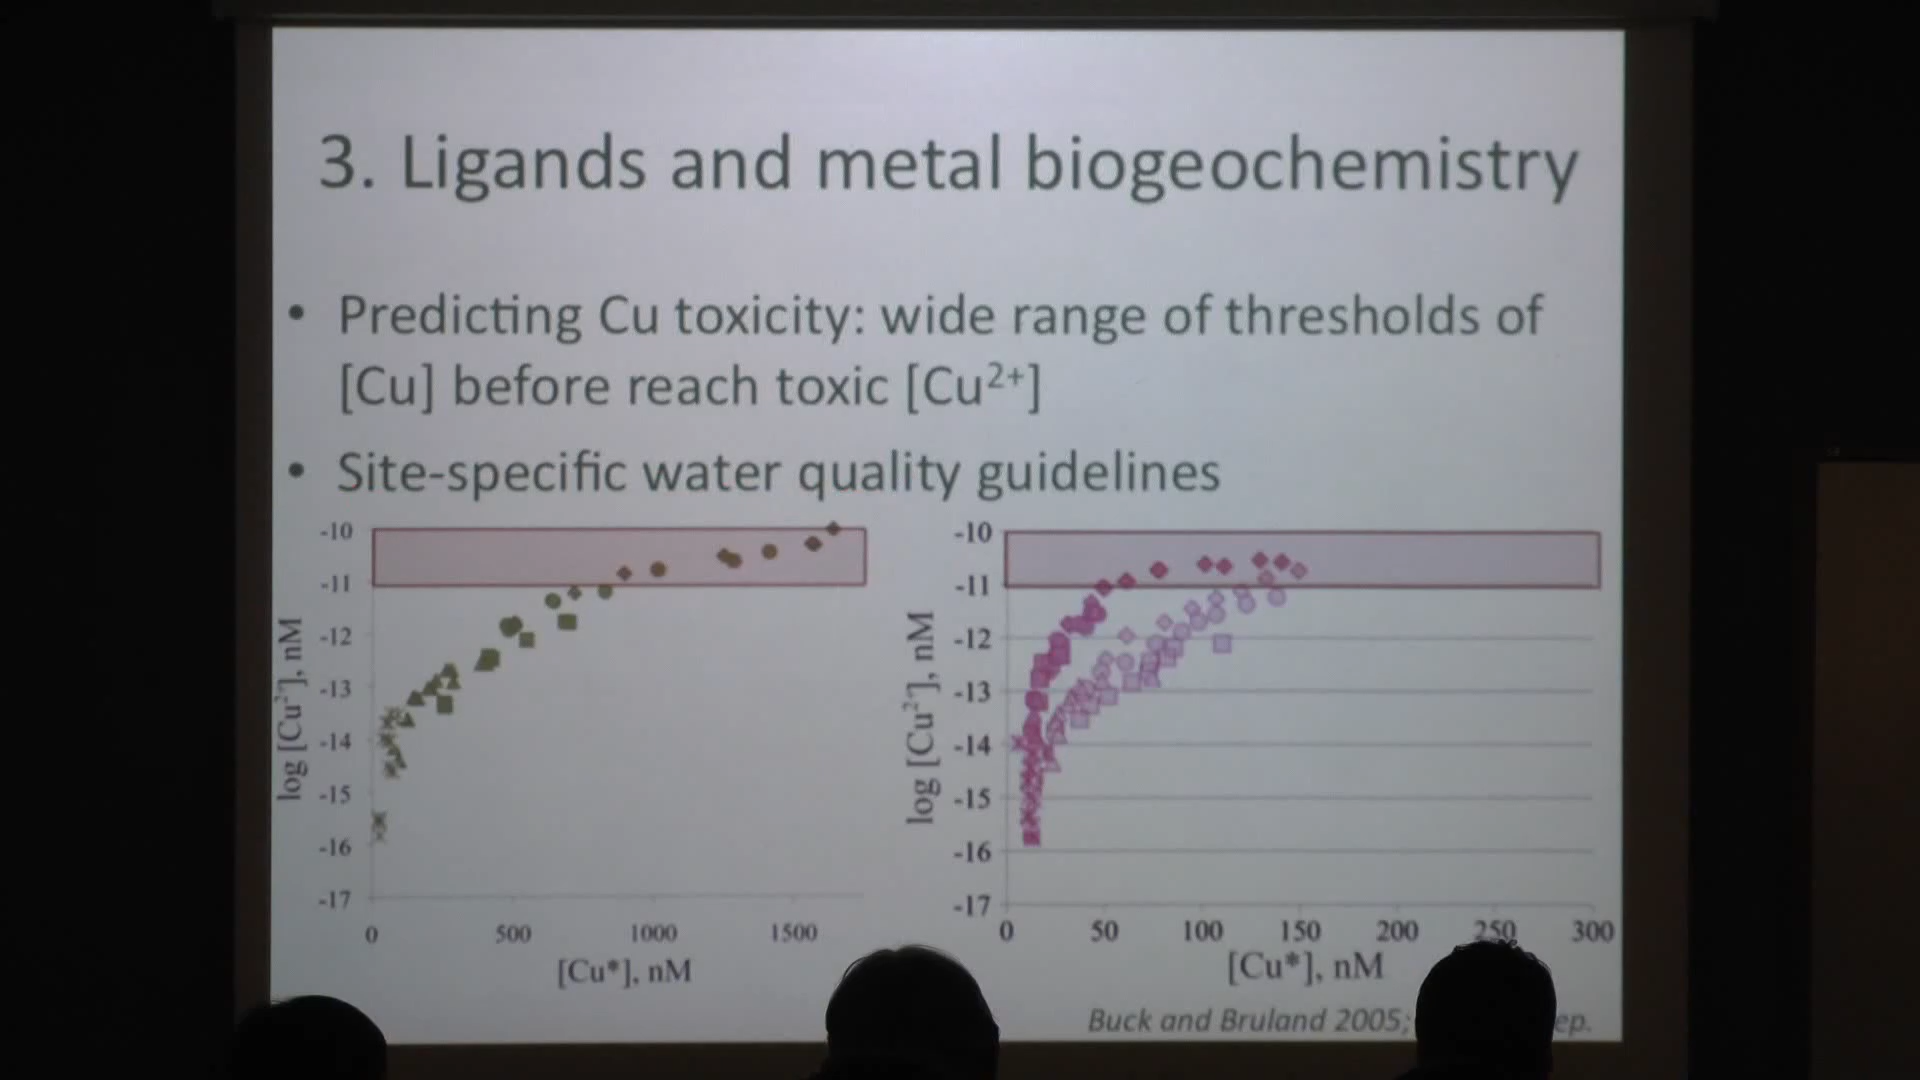 3. Ligands and metal biogeochemistry
• Predicting Cu toxicity: wide range of thresholds of
[Cu] before reach toxic [Cu²⁺]
• Site-specific water quality guidelines
-10
-11
-12
-13
-14
-15
-16
-17
log [Cu²⁺], nM
0 500 1000 1500
[Cu*], nM
-10
-11
-12
-13
-14
-15
-16
-17
log [Cu²⁺], nM
0 50 100 150 200 250 300
[Cu*], nM
Buck and Bruland 2005;